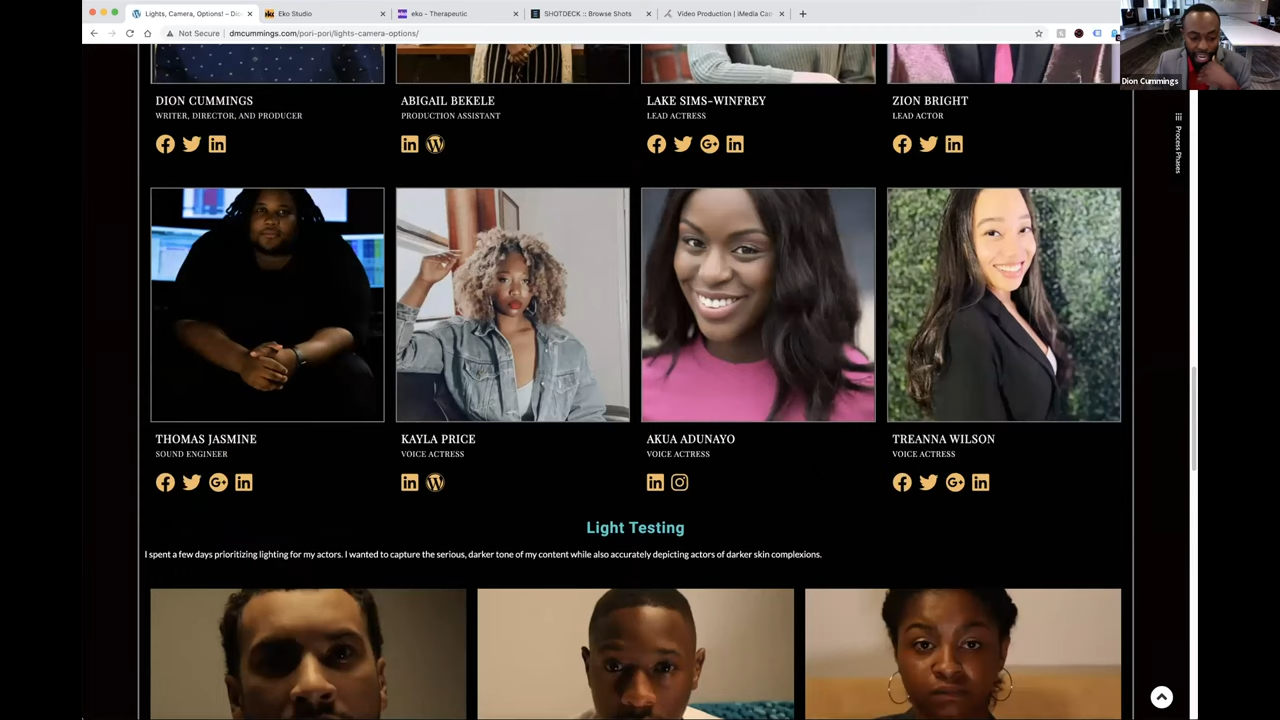 Lights, Camera, Options! – Dio
Eko Studio
eko – Therapeutic
SHOTDECK :: Browse Shots
Video Production | iMedia Cam
Not Secure | dmcummings.com/pori-pori/lights-camera-options/
Dion Cummings
Process Phases
DION CUMMINGS
WRITER, DIRECTOR, AND PRODUCER
ABIGAIL BEKELE
PRODUCTION ASSISTANT
LAKE SIMS-WINFREY
LEAD ACTRESS
ZION BRIGHT
LEAD ACTOR
THOMAS JASMINE
SOUND ENGINEER
KAYLA PRICE
VOICE ACTRESS
AKUA ADUNAYO
VOICE ACTRESS
TREANNA WILSON
VOICE ACTRESS
Light Testing
I spent a few days prioritizing lighting for my actors. I wanted to capture the serious, darker tone of my content while also accurately depicting actors of darker skin complexions.